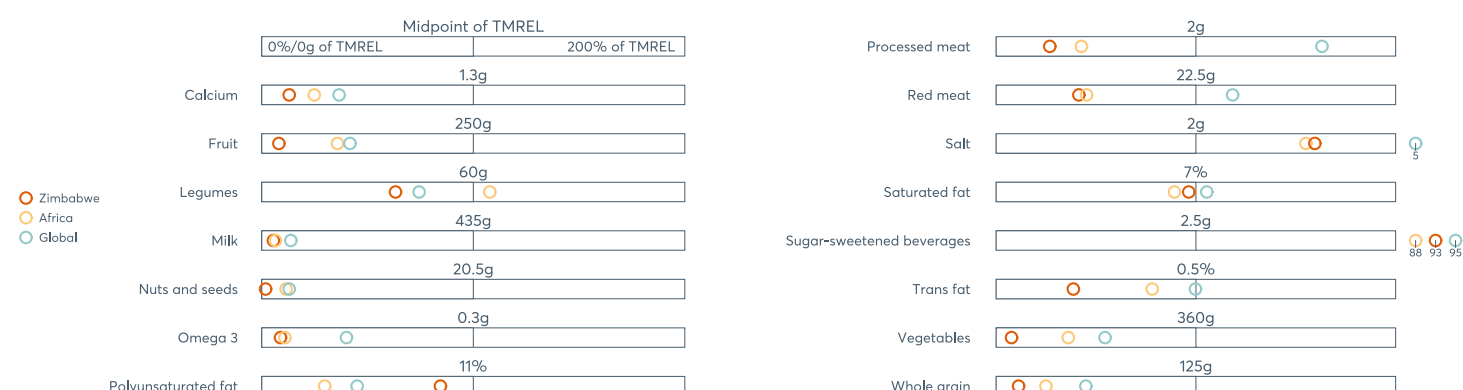 Midpoint of TMREL
0%/0g of TMREL 200% of TMREL
1.3g
Calcium
250g
Fruit
60g
Legumes
435g
Milk
20.5g
Nuts and seeds
0.3g
Omega 3
11%
Polyunsaturated fat
Zimbabwe
Africa
Global
2g
Processed meat
22.5g
Red meat
2g
Salt
5
7%
Saturated fat
2.5g
Sugar-sweetened beverages
88 93 95
0.5%
Trans fat
360g
Vegetables
125g
Whole grain